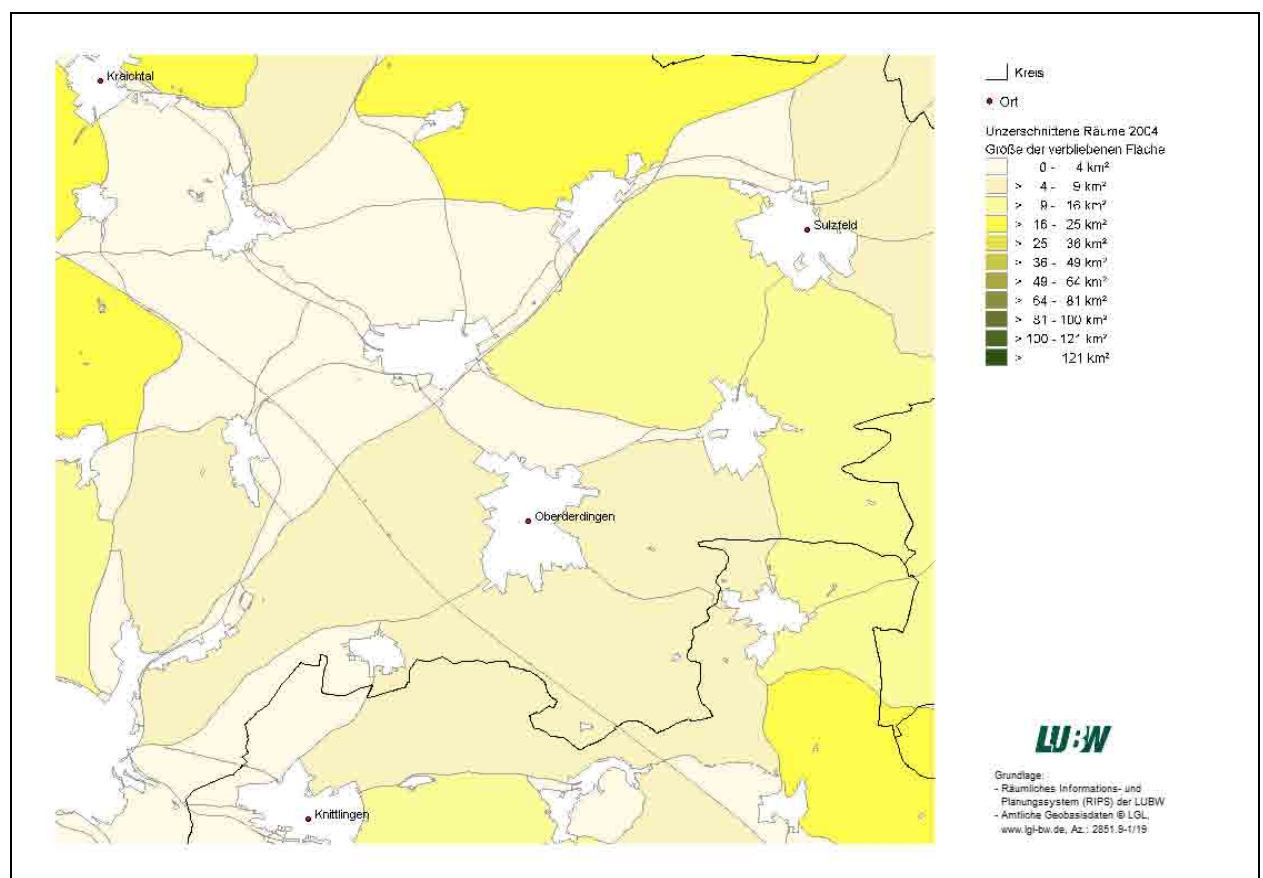 Kraichtal
Sulzfeld
Oberderdingen
Knittlingen
Kreis
Ort
Unzerschnittene Räume 2004
Größe der verbliebenen Fläche
0 - 4 km²
> 4 - 9 km²
> 9 - 16 km²
> 16 - 25 km²
> 25 36 km²
> 36 - 49 km²
> 49 - 64 km²
> 64 - 81 km²
> 81 - 100 km²
> 100 - 121 km²
> 121 km²
LUBW
Grundlage:
- Räumliches Informations- und
Planungssystem (RIPS) der LUBW
- Amtliche Geobasisdaten © LGL,
www.lgl-bw.de, Az.: 2851.9-1/19